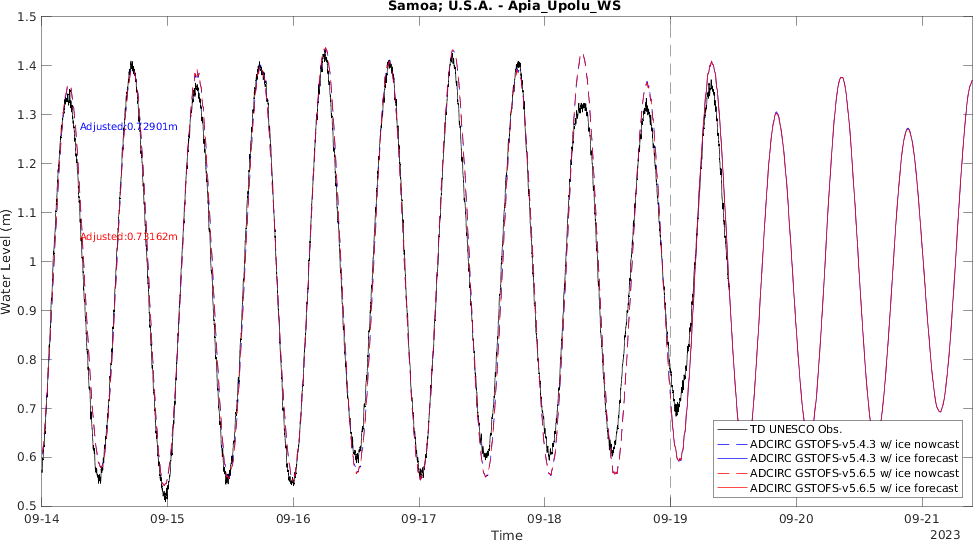 Samoa; U.S.A. - Apia_Upolu_WS
1.5
1.4
1.3
1.2
1.1
1
0.9
0.8
0.7
0.6
0.5
Water Level (m)
Adjusted:0.72901m
Adjusted:0.73162m
TD UNESCO Obs.
ADCIRC GSTOFS-v5.4.3 w/ ice nowcast
ADCIRC GSTOFS-v5.4.3 w/ ice forecast
ADCIRC GSTOFS-v5.6.5 w/ ice nowcast
ADCIRC GSTOFS-v5.6.5 w/ ice forecast
09-14 09-15 09-16 09-17 09-18 09-19 09-20 09-21
Time
2023